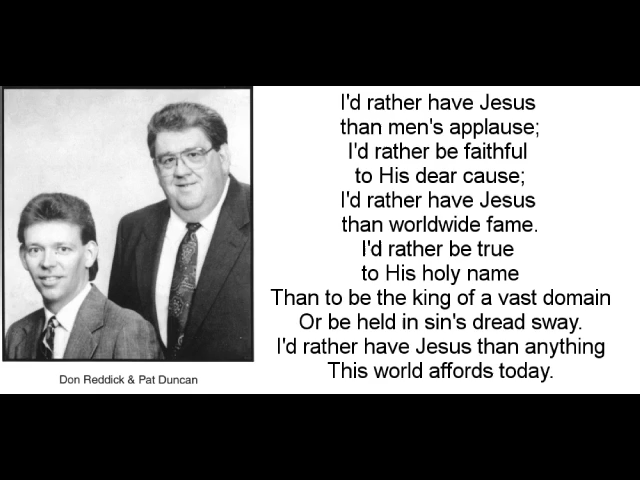 I'd rather have Jesus
than men's applause;
I'd rather be faithful
to His dear cause;
I'd rather have Jesus
than worldwide fame.
I'd rather be true
to His holy name
Than to be the king of a vast domain
Or be held in sin's dread sway.
I'd rather have Jesus than anything
This world affords today.
Don Reddick & Pat Duncan